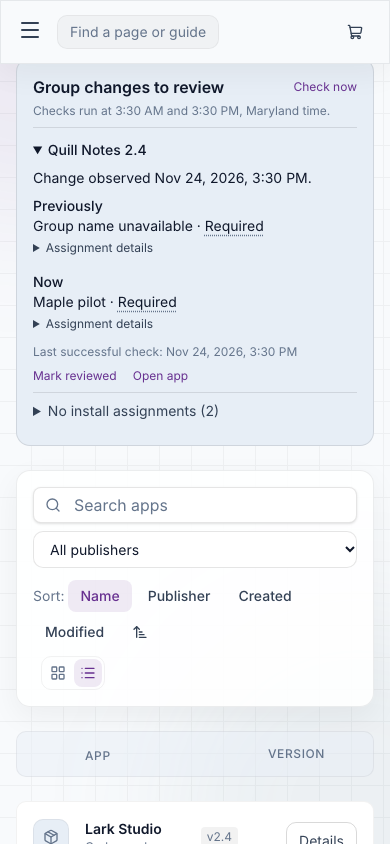 Find a page or guide
Group changes to review
Check now
Checks run at 3:30 AM and 3:30 PM, Maryland time.
Quill Notes 2.4
Change observed Nov 24, 2026, 3:30 PM.
Previously
Group name unavailable · Required
Assignment details
Now
Maple pilot · Required
Assignment details
Last successful check: Nov 24, 2026, 3:30 PM
Mark reviewed Open app
No install assignments (2)
Search apps
All publishers
Sort: Name Publisher Created
Modified
APP VERSION
Lark Studio
v2.4
Details